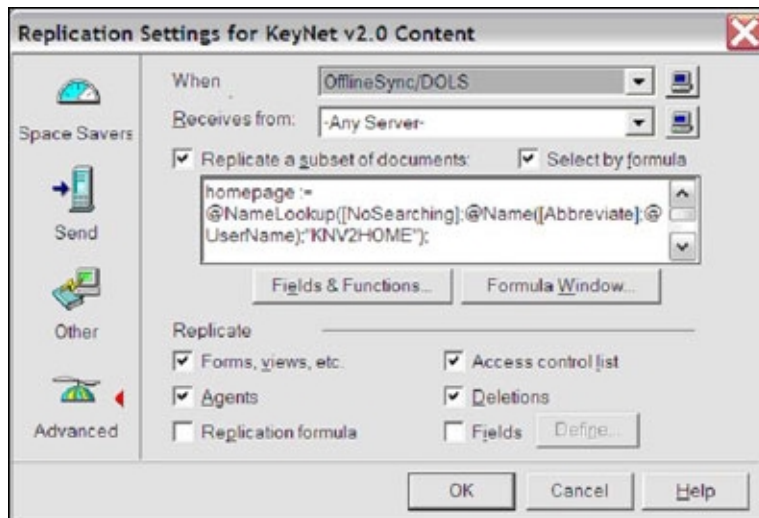 Replication Settings for KeyNet v2.0 Content
Space Savers
Send
Other
Advanced
When
OfflineSync/DOLS
Receives from:
-Any Server-
Replicate a subset of documents:
Select by formula
homepage :=
@NameLookup([NoSearching];@Name([Abbreviate];@
UserName);"KNV2HOME");
Fields & Functions...
Formula Window...
Replicate
Forms, views, etc.
Access control list
Agents
Deletions
Replication formula
Fields
Define...
OK
Cancel
Help